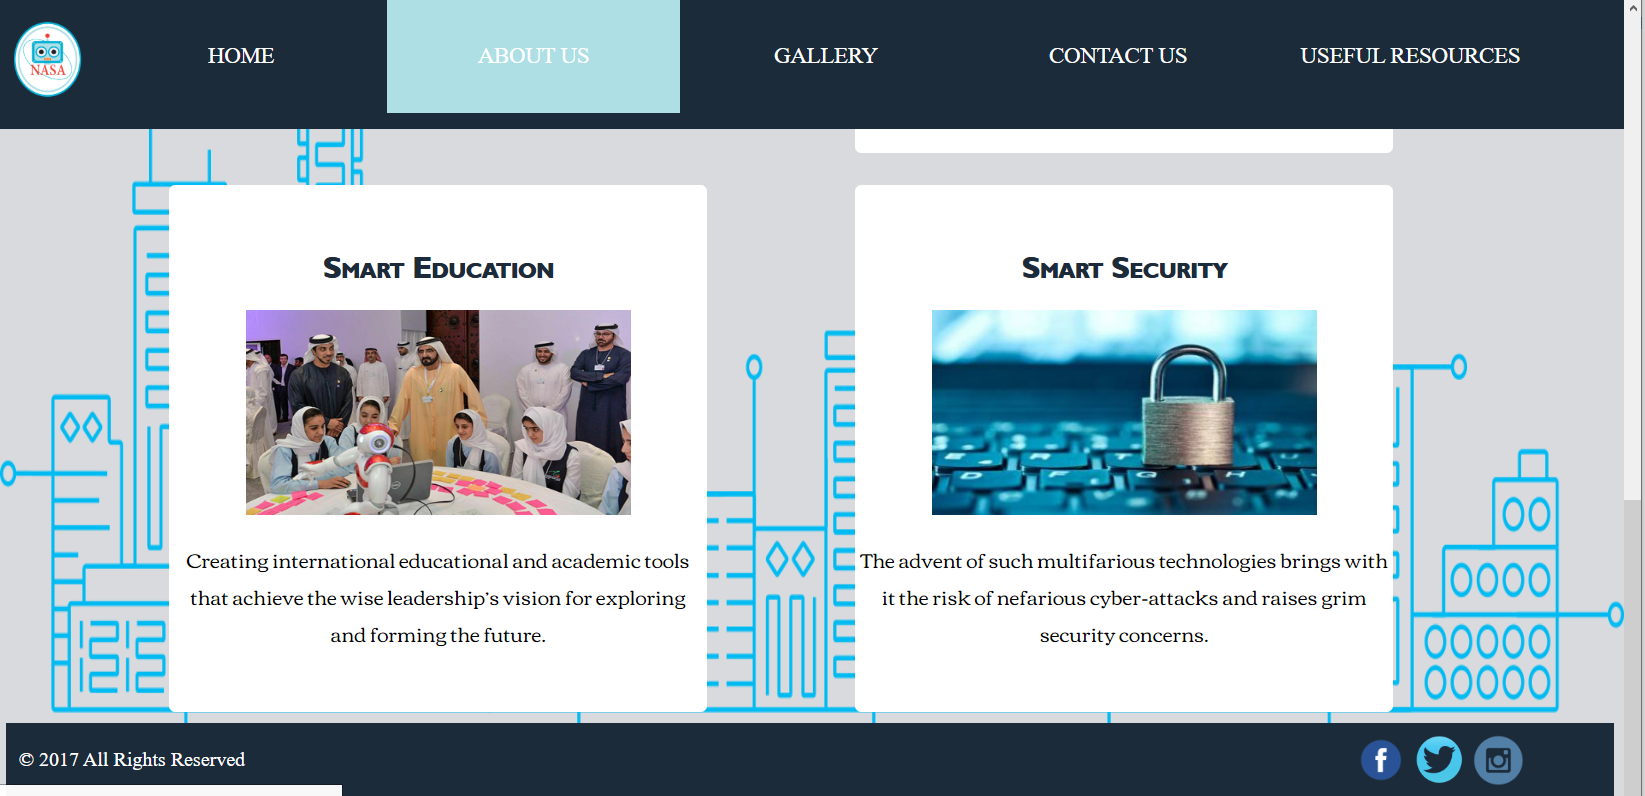 NASA
HOME
ABOUT US
GALLERY
CONTACT US
USEFUL RESOURCES
Smart Education
Creating international educational and academic tools
that achieve the wise leadership's vision for exploring
and forming the future.
Smart Security
F G H
The advent of such multifarious technologies brings with
it the risk of nefarious cyber-attacks and raises grim
security concerns.
© 2017 All Rights Reserved